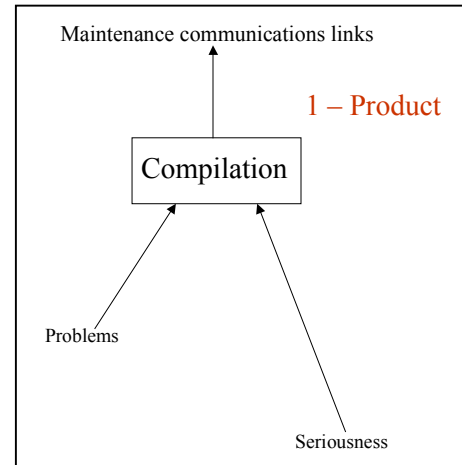 Maintenance communications links
1 – Product
Compilation
Problems
Seriousness